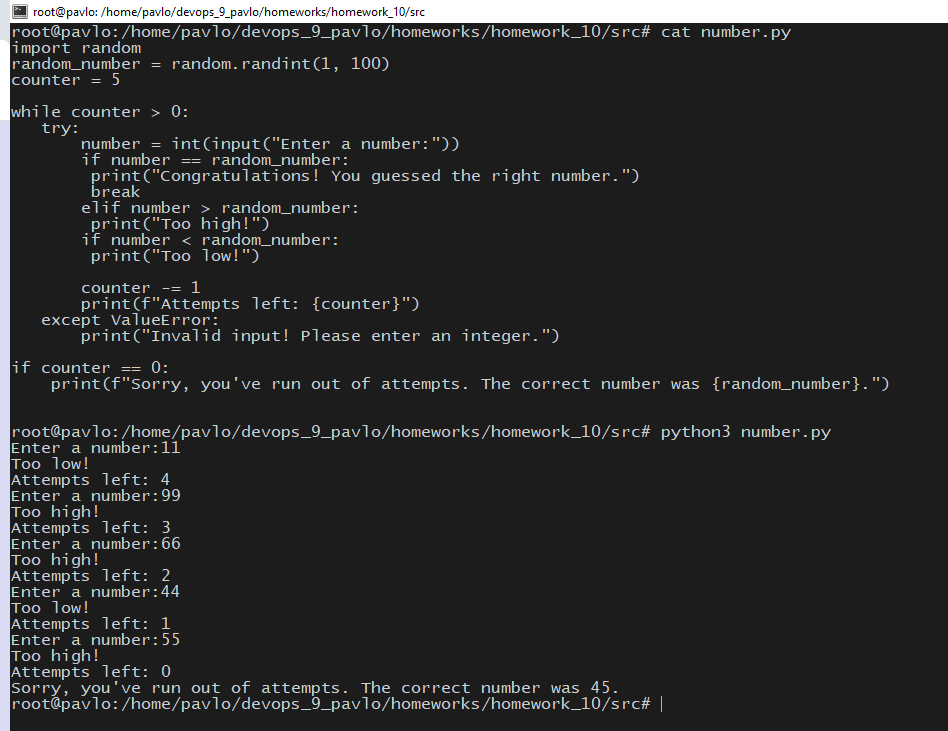 root@pavlo: /home/pavlo/devops_9_pavlo/homeworks/homework_10/src
root@pavlo:/home/pavlo/devops_9_pavlo/homeworks/homework_10/src# cat number.py
import random
random_number = random.randint(1, 100)
counter = 5

while counter > 0:
   try:
       number = int(input("Enter a number:"))
       if number == random_number:
        print("Congratulations! You guessed the right number.")
        break
       elif number > random_number:
        print("Too high!")
       if number < random_number:
        print("Too low!")

       counter -= 1
       print(f"Attempts left: {counter}")
   except ValueError:
       print("Invalid input! Please enter an integer.")

if counter == 0:
    print(f"Sorry, you've run out of attempts. The correct number was {random_number}.")


root@pavlo:/home/pavlo/devops_9_pavlo/homeworks/homework_10/src# python3 number.py
Enter a number:11
Too low!
Attempts left: 4
Enter a number:99
Too high!
Attempts left: 3
Enter a number:66
Too high!
Attempts left: 2
Enter a number:44
Too low!
Attempts left: 1
Enter a number:55
Too high!
Attempts left: 0
Sorry, you've run out of attempts. The correct number was 45.
root@pavlo:/home/pavlo/devops_9_pavlo/homeworks/homework_10/src#